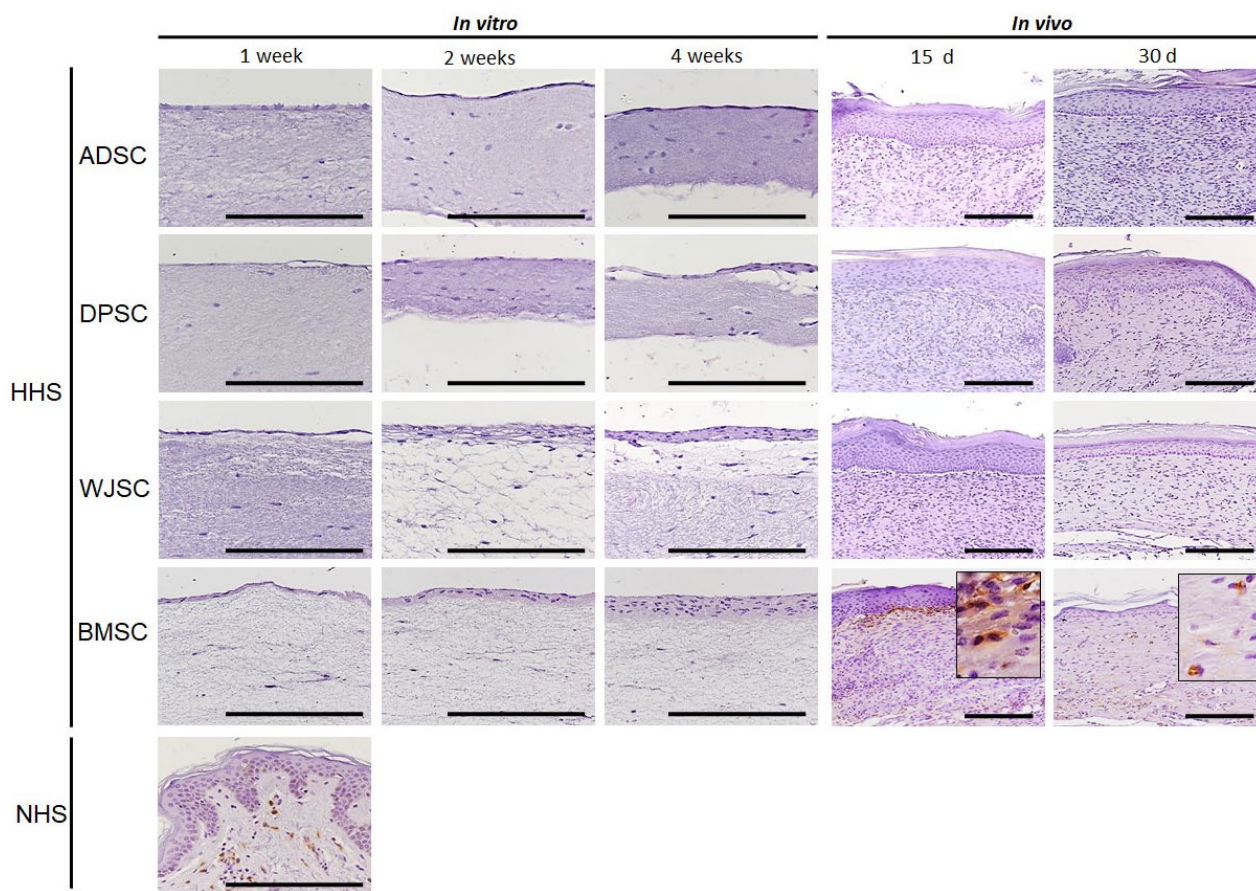 In vitro
In vivo
1 week
2 weeks
4 weeks
15 d
30 d
HHS
ADSC
DPSC
WJSC
BMSC
NHS